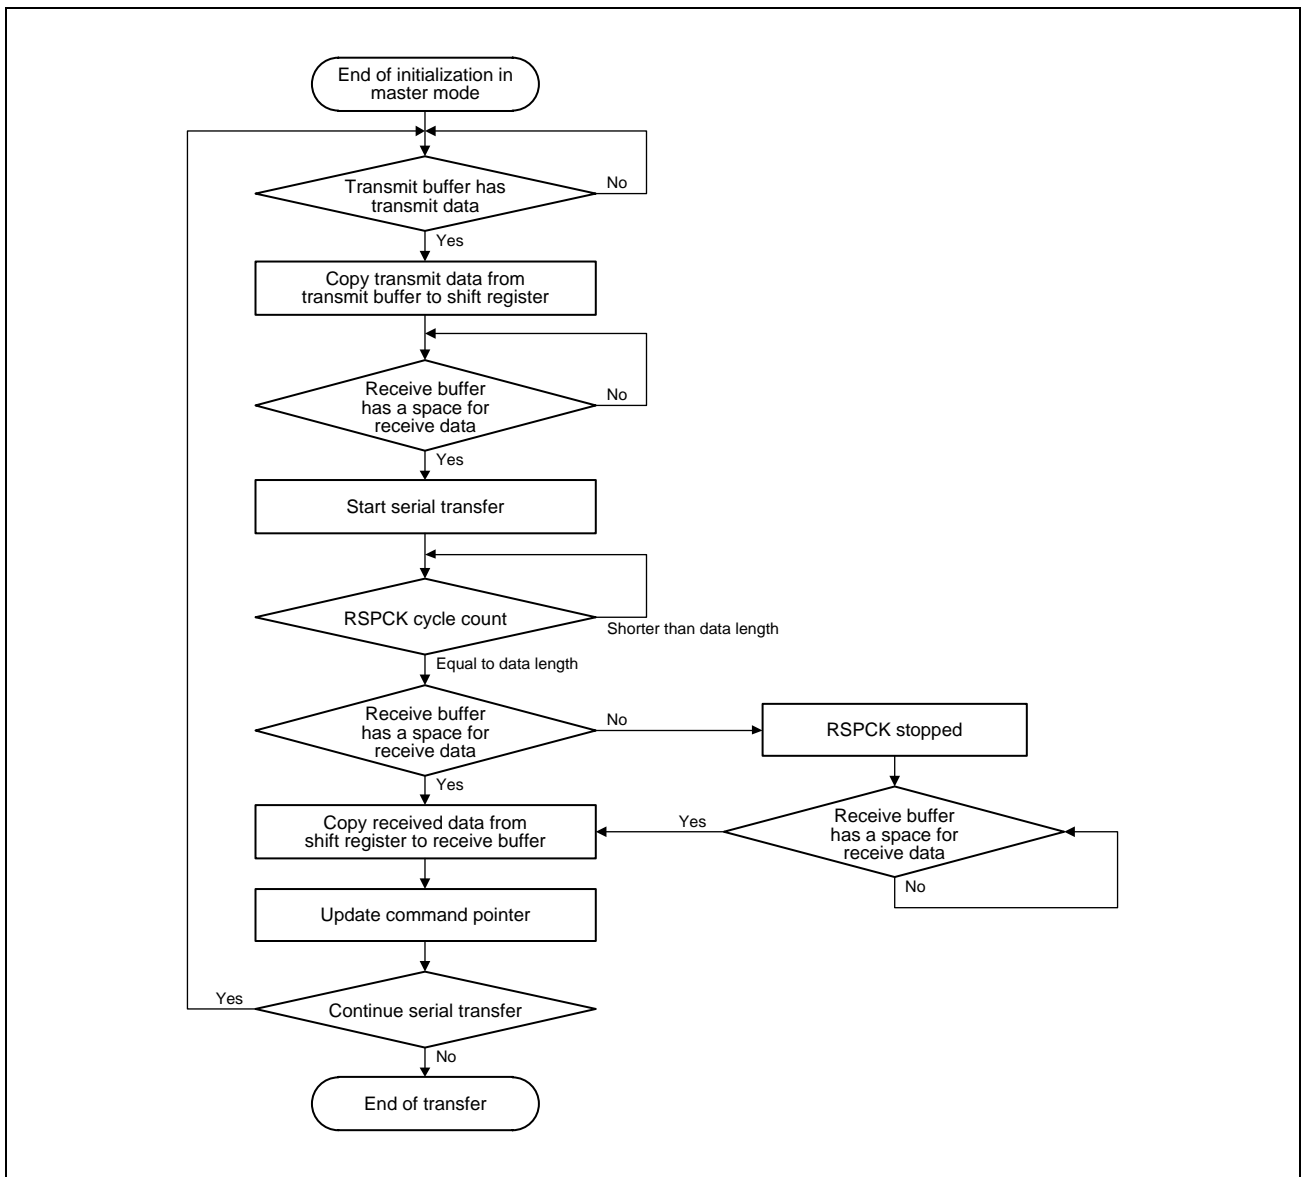 End of initialization in
master mode
Transmit buffer has
transmit data
No
Yes
Copy transmit data from
transmit buffer to shift register
Receive buffer
has a space for
receive data
No
Yes
Start serial transfer
RSPCK cycle count
Shorter than data length
Equal to data length
Receive buffer
has a space for
receive data
No
RSPCK stopped
Yes
Copy received data from
shift register to receive buffer
Yes
Receive buffer
has a space for
receive data
No
Update command pointer
Continue serial transfer
Yes
No
End of transfer